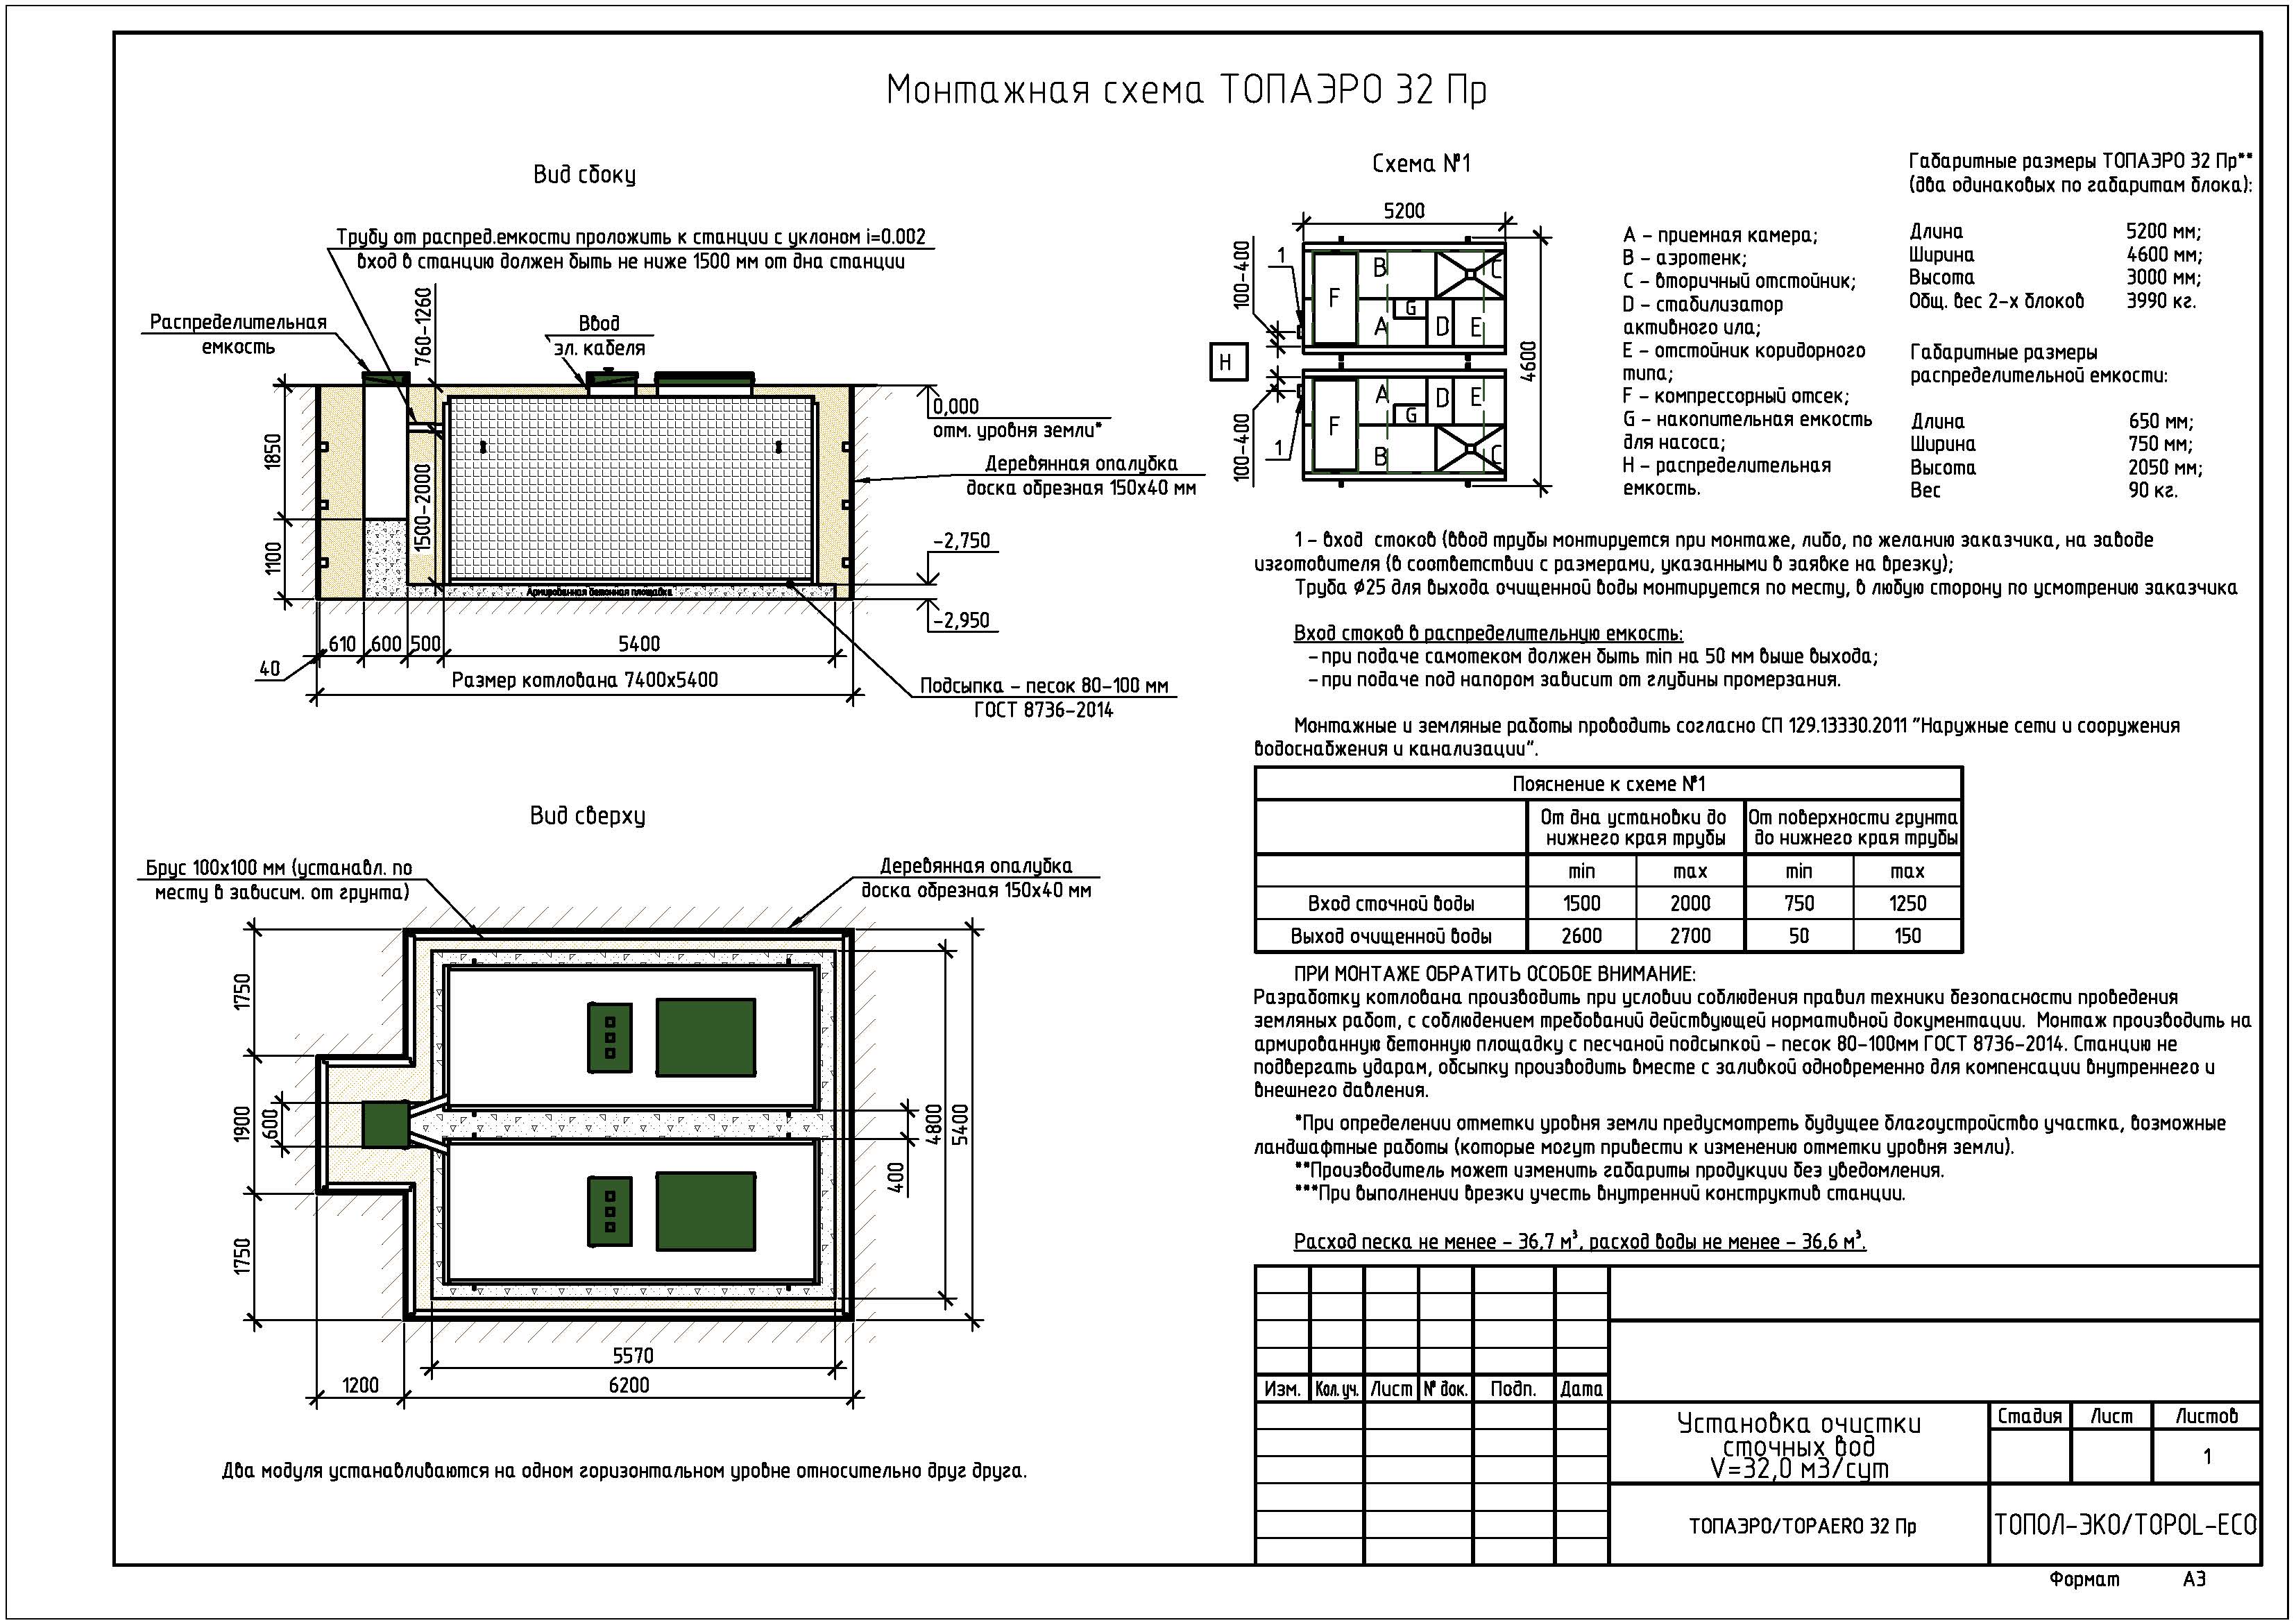 Монтажная схема ТОПАЭРО 32 Пр
Вид сбоку
Трубу от распред.емкости проложить к станции с уклоном i=0.002
вход в станцию должен быть не ниже 1500 мм от дна станции
Распределительная
емкость
Ввод
эл. кабеля
760-1260
1850
1100
1500-2000
0,000
отм. уровня земли*
Деревянная опалубка
доска обрезная 150х40 мм
-2,750
-2,950
Армированная бетонная площадка
610
600
500
5400
40
Размер котлована 7400х5400
Подсыпка - песок 80-100 мм
ГОСТ 8736-2014
Вид сверху
Брус 100х100 мм (устанавл. по
месту в зависим. от грунта)
Деревянная опалубка
доска обрезная 150х40 мм
1750
1900
600
1750
400
4800
5400
5570
1200
6200
Два модуля устанавливаются на одном горизонтальном уровне относительно друг друга.
Схема №1
5200
100-400
1
F
B
C
G
A
D
E
H
4600
F
A
D
E
G
B
C
100-400
1
A - приемная камера;
B - аэротенк;
C - вторичный отстойник;
D - стабилизатор
активного ила;
E - отстойник коридорного
типа;
F - компрессорный отсек;
G - накопительная емкость
для насоса;
H - распределительная
емкость.
Габаритные размеры ТОПАЭРО 32 Пр**
(два одинаковых по габаритам блока):
Длина 5200 мм;
Ширина 4600 мм;
Высота 3000 мм;
Общ. вес 2-х блоков 3990 кг.
Габаритные размеры
распределительной емкости:
Длина 650 мм;
Ширина 750 мм;
Высота 2050 мм;
Вес 90 кг.
1 - вход стоков (ввод трубы монтируется при монтаже, либо, по желанию заказчика, на заводе
изготовителя (в соответствии с размерами, указанными в заявке на врезку);
Труба Ø25 для выхода очищенной воды монтируется по месту, в любую сторону по усмотрению заказчика
Вход стоков в распределительную емкость:
- при подаче самотеком должен быть min на 50 мм выше выхода;
- при подаче под напором зависит от глубины промерзания.
Монтажные и земляные работы проводить согласно СП 129.13330.2011 "Наружные сети и сооружения
водоснабжения и канализации".
Пояснение к схеме №1
От дна установки до нижнего края трубы
От поверхности грунта до нижнего края трубы
min max min max
Вход сточной воды 1500 2000 750 1250
Выход очищенной воды 2600 2700 50 150
ПРИ МОНТАЖЕ ОБРАТИТЬ ОСОБОЕ ВНИМАНИЕ:
Разработку котлована производить при условии соблюдения правил техники безопасности проведения
земляных работ, с соблюдением требований действующей нормативной документации. Монтаж производить на
армированную бетонную площадку с песчаной подсыпкой - песок 80-100мм ГОСТ 8736-2014. Станцию не
подвергать ударам, обсыпку производить вместе с заливкой одновременно для компенсации внутреннего и
внешнего давления.
*При определении отметки уровня земли предусмотреть будущее благоустройство участка, возможные
ландшафтные работы (которые могут привести к изменению отметки уровня земли).
**Производитель может изменить габариты продукции без уведомления.
***При выполнении врезки учесть внутренний конструктив станции.
Расход песка не менее - 36,7 м³, расход воды не менее - 36,6 м³.
Изм. Кол.уч. Лист № док. Подп. Дата
Установка очистки
сточных вод
V=32,0 м3/сут
Стадия Лист Листов
1
ТОПАЭРО/TOPAERO 32 Пр
ТОПОЛ-ЭКО/TOPOL-ECO
Формат А3